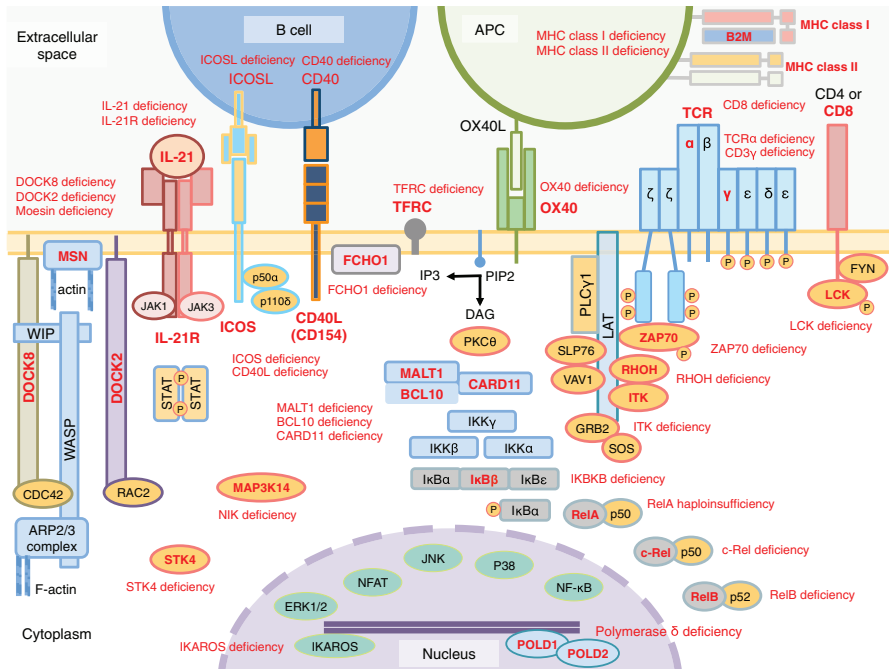 Extracellular
space
B cell
APC
MHC class I deficiency
MHC class II deficiency
MHC class I
B2M
MHC class II
ICOSL deficiency
ICOSL
CD40 deficiency
CD40
IL-21 deficiency
IL-21R deficiency
IL-21
OX40L
TCR
CD8 deficiency
CD4 or
CD8
α
β
TCRα deficiency
CD3γ deficiency
DOCK8 deficiency
DOCK2 deficiency
Moesin deficiency
TFRC deficiency
TFRC
OX40 deficiency
OX40
ζ
ζ
γ
ε
δ
ε
MSN
actin
FCHO1
FCHO1 deficiency
IP3
PIP2
DAG
PKCθ
p50α
p110δ
JAK1
JAK3
IL-21R
ICOS
CD40L
(CD154)
PLCγ1
LAT
P
P
P
P
P
P
P
P
FYN
LCK
P
LCK deficiency
WIP
DOCK8
WASP
DOCK2
STAT
P
P
STAT
ICOS deficiency
CD40L deficiency
MALT1
BCL10
CARD11
MALT1 deficiency
BCL10 deficiency
CARD11 deficiency
SLP76
VAV1
ZAP70
P
ZAP70 deficiency
RHOH
RHOH deficiency
ITK
ITK deficiency
GRB2
SOS
IKKγ
IKKβ
IKKα
IκBα
IκBβ
IκBε
IKBKB deficiency
P
IκBα
RelA
p50
RelA haploinsufficiency
c-Rel
p50
c-Rel deficiency
RelB
p52
RelB deficiency
CDC42
RAC2
MAP3K14
NIK deficiency
ARP2/3
complex
F-actin
STK4
STK4 deficiency
Cytoplasm
ERK1/2
NFAT
JNK
P38
NF-κB
IKAROS deficiency
IKAROS
Nucleus
POLD1
POLD2
Polymerase δ deficiency